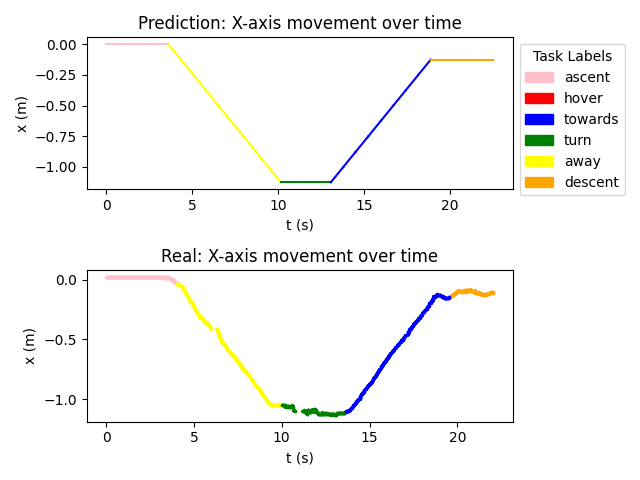 Prediction: X-axis movement over time
0.00
−0.25
−0.50
−0.75
−1.00
x (m)
0 5 10 15 20
t (s)
Task Labels
ascent
hover
towards
turn
away
descent
Real: X-axis movement over time
0.0
−0.5
−1.0
x (m)
0 5 10 15 20
t (s)